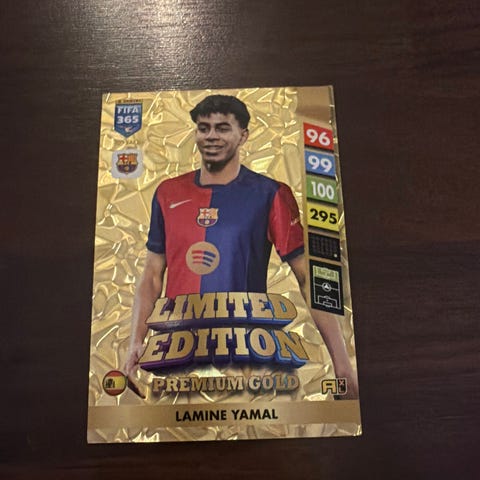 FIFA
365
96
99
100
295
LIMITED
EDITION
PREMIUM GOLD
LAMINE YAMAL